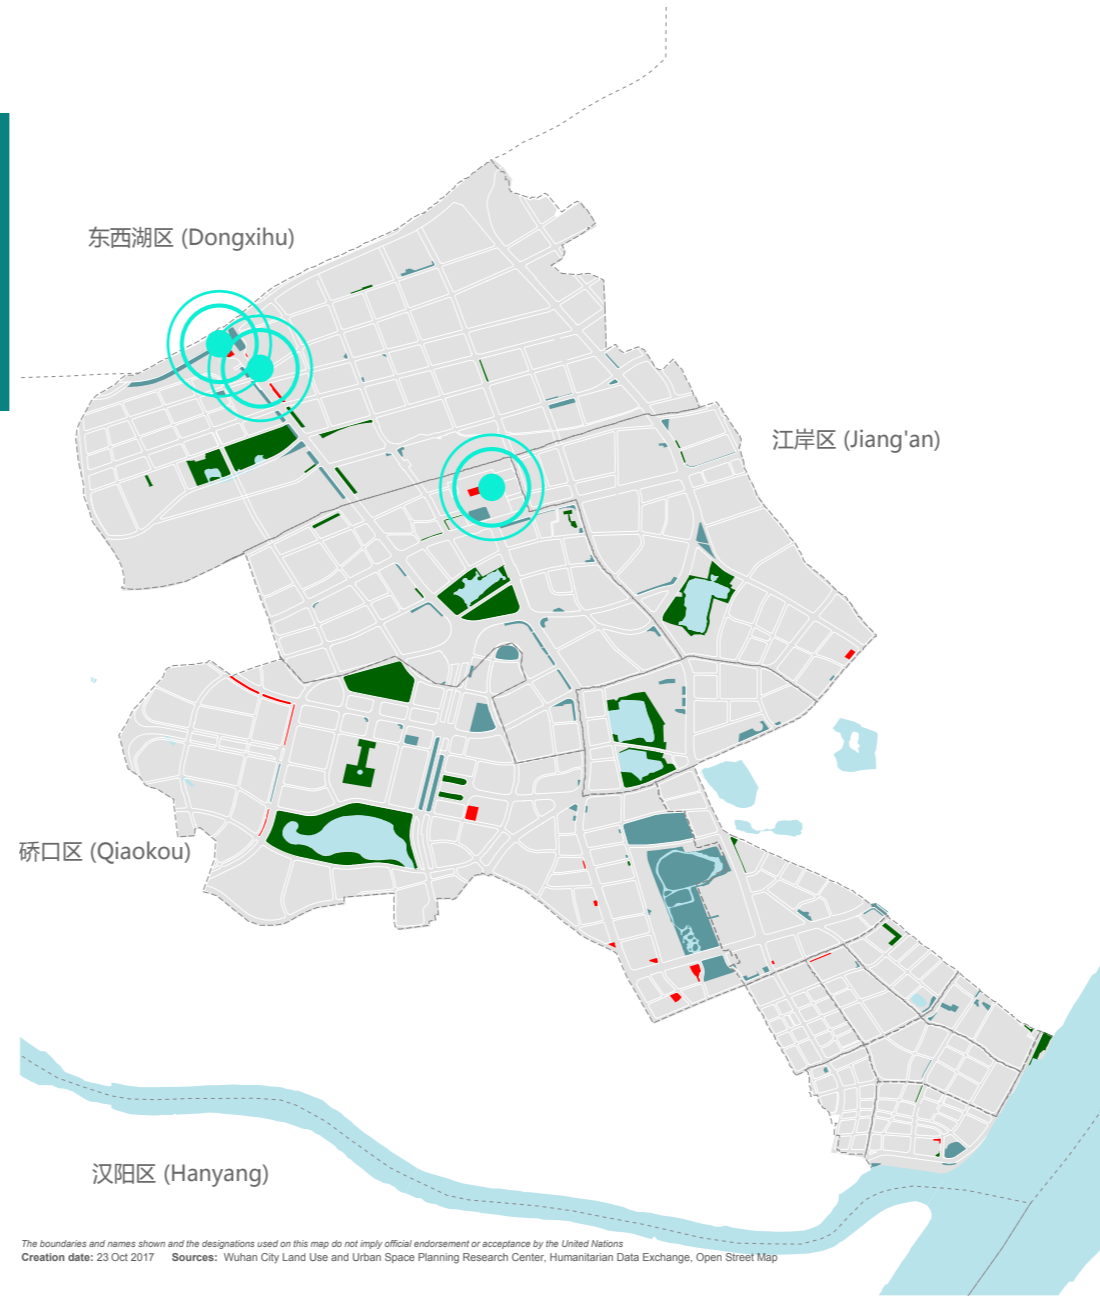 东西湖区 (Dongxihu)
江岸区 (Jiang'an)
硚口区 (Qiaokou)
汉阳区 (Hanyang)
The boundaries and names shown and the designations used on this map do not imply official endorsement or acceptance by the United Nations
Creation date: 23 Oct 2017 Sources: Wuhan City Land Use and Urban Space Planning Research Center, Humanitarian Data Exchange, Open Street Map